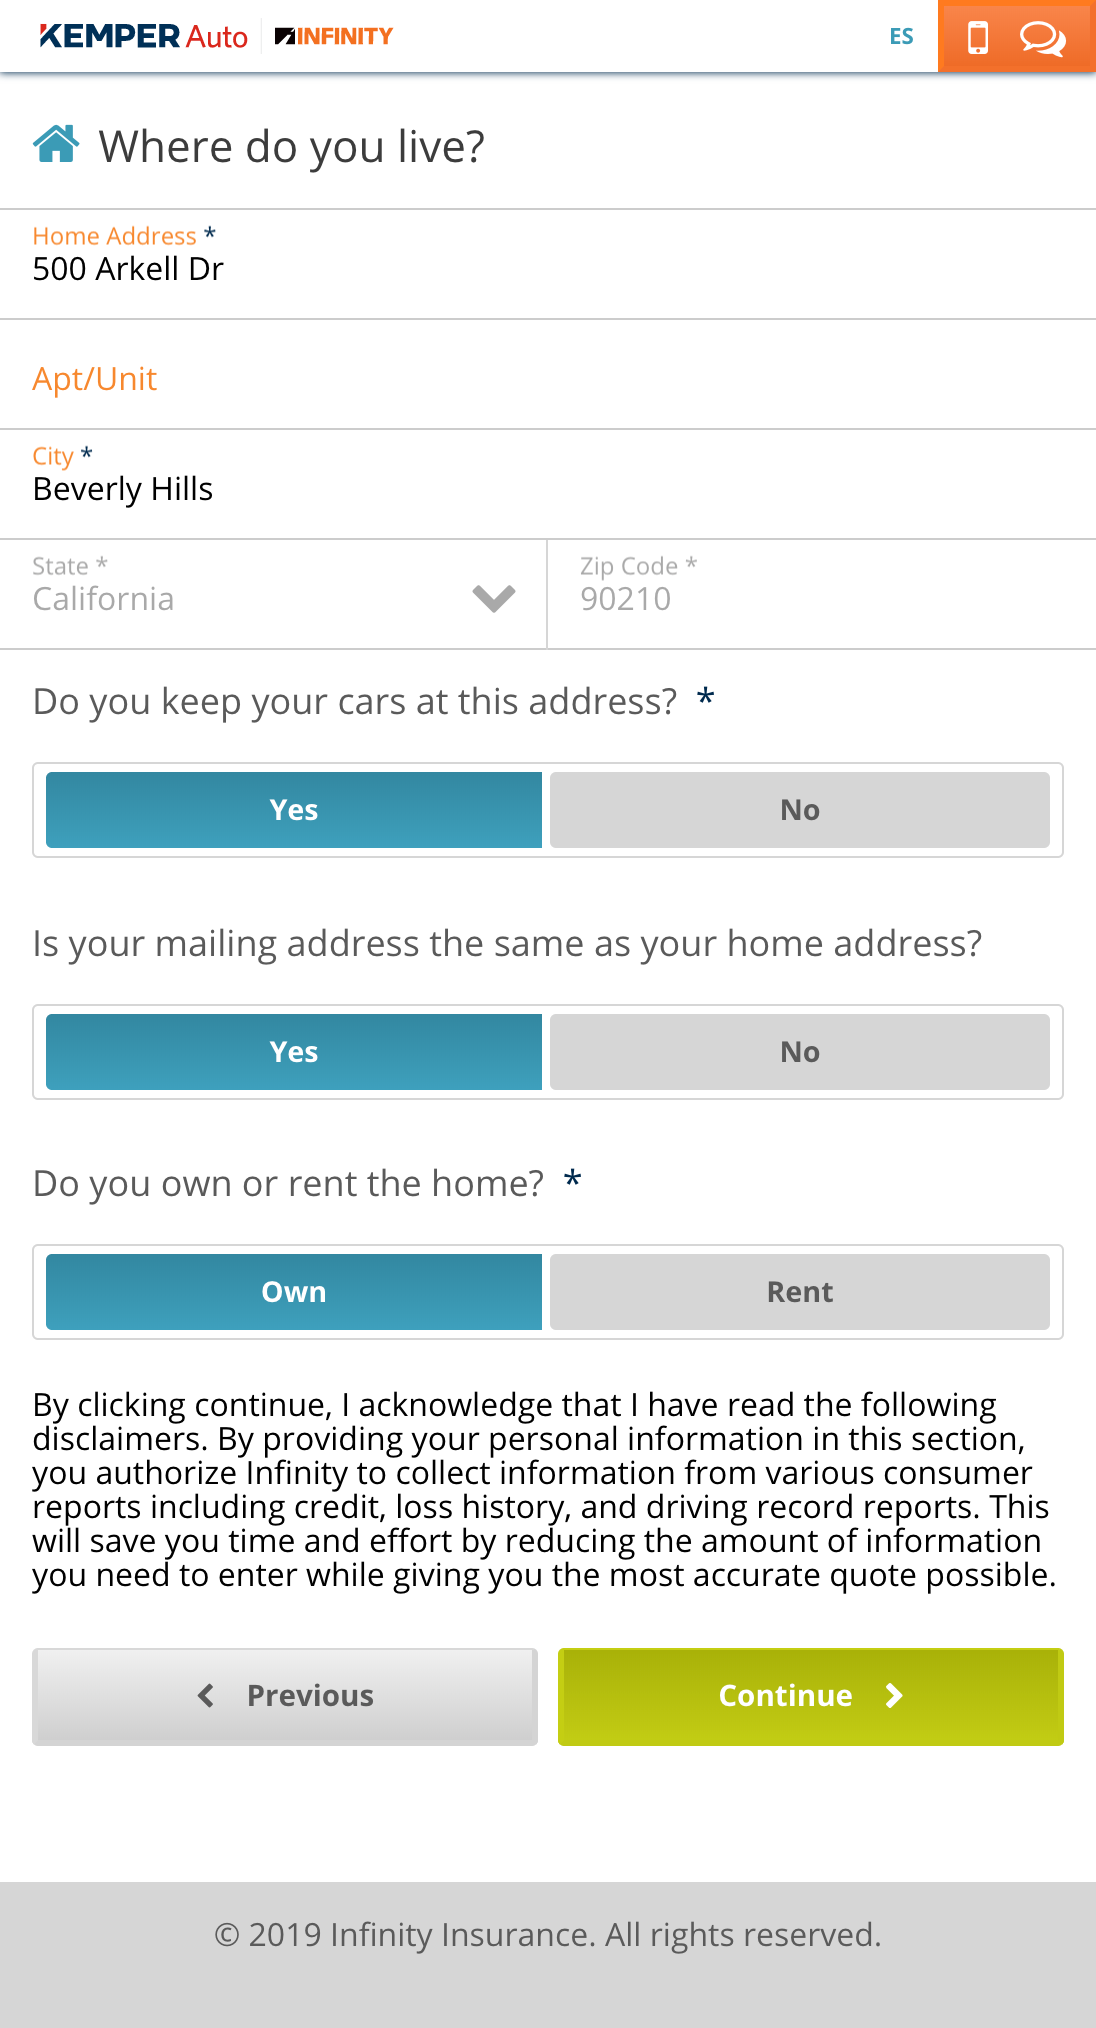 KEMPER Auto INFINITY ES
Where do you live?
Home Address *
500 Arkell Dr
Apt/Unit
City *
Beverly Hills
State * Zip Code *
California 90210
Do you keep your cars at this address? *
Yes No
Is your mailing address the same as your home address?
Yes No
Do you own or rent the home? *
Own Rent
By clicking continue, I acknowledge that I have read the following
disclaimers. By providing your personal information in this section,
you authorize Infinity to collect information from various consumer
reports including credit, loss history, and driving record reports. This
will save you time and effort by reducing the amount of information
you need to enter while giving you the most accurate quote possible.
Previous Continue
© 2019 Infinity Insurance. All rights reserved.